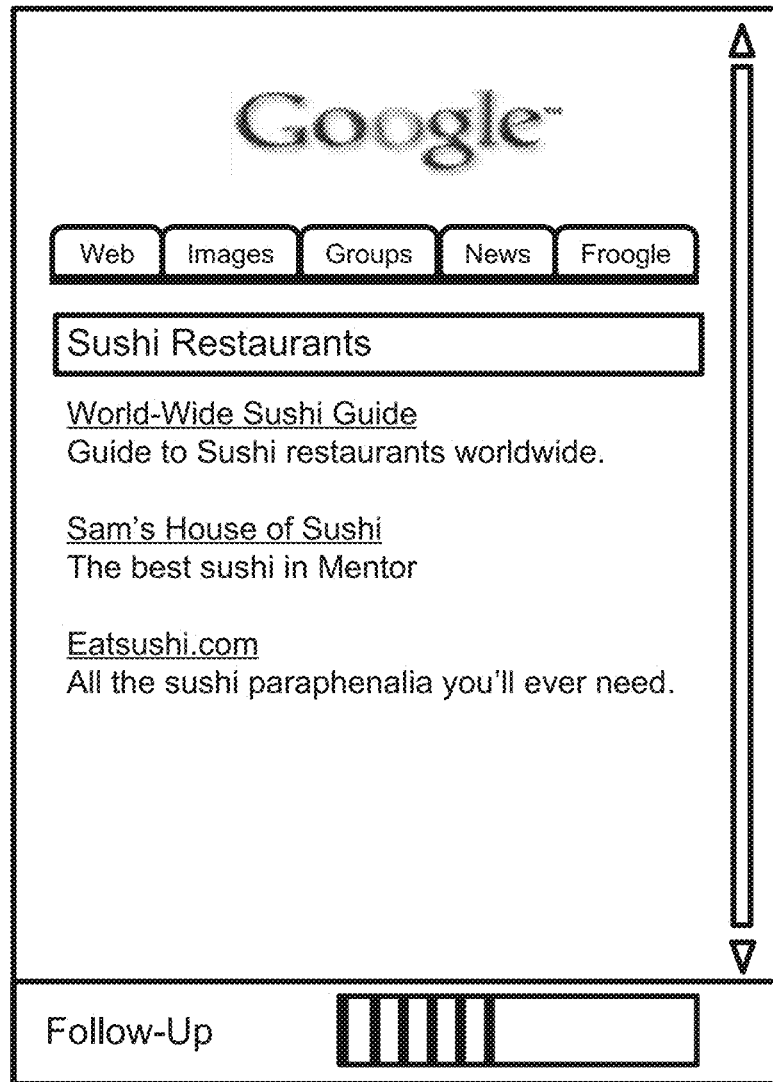 Google™
Web Images Groups News Froogle
Sushi Restaurants
World-Wide Sushi Guide
Guide to Sushi restaurants worldwide.
Sam's House of Sushi
The best sushi in Mentor
Eatsushi.com
All the sushi paraphenalia you'll ever need.
Follow-Up